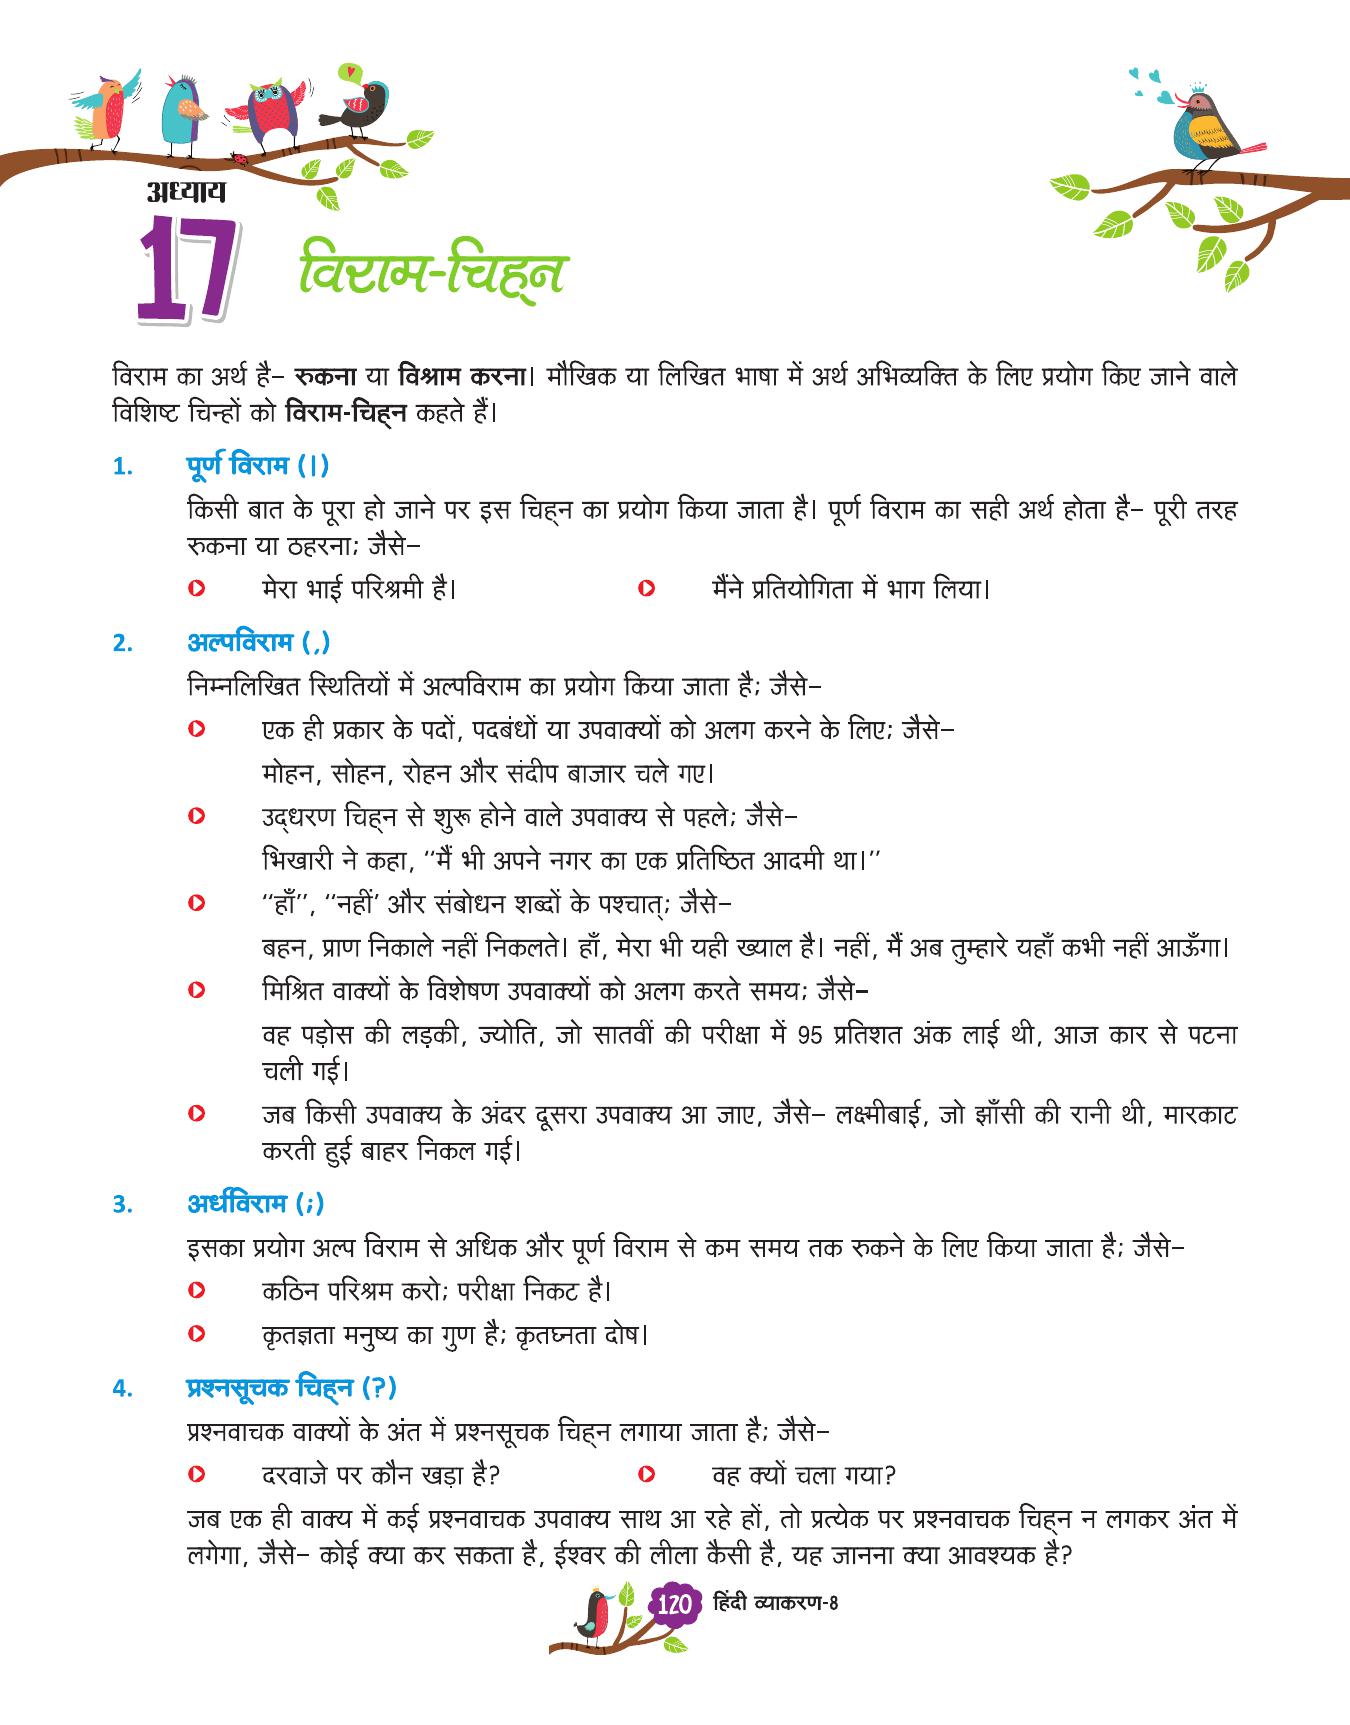 अध्याय
17
विराम-चिह्न
विराम का अर्थ है– रुकना या विश्राम करना। मौखिक या लिखित भाषा में अर्थ अभिव्यक्ति के लिए प्रयोग किए जाने वाले
विशिष्ट चिन्हों को विराम-चिह्न कहते हैं।
1. पूर्ण विराम (।)
किसी बात के पूरा हो जाने पर इस चिह्न का प्रयोग किया जाता है। पूर्ण विराम का सही अर्थ होता है– पूरी तरह
रुकना या ठहरना; जैसे–
मेरा भाई परिश्रमी है। मैंने प्रतियोगिता में भाग लिया।
2. अल्पविराम (,)
निम्नलिखित स्थितियों में अल्पविराम का प्रयोग किया जाता है; जैसे–
एक ही प्रकार के पदों, पदबंधों या उपवाक्यों को अलग करने के लिए; जैसे–
मोहन, सोहन, रोहन और संदीप बाजार चले गए।
उद्धरण चिह्न से शुरू होने वाले उपवाक्य से पहले; जैसे–
भिखारी ने कहा, “मैं भी अपने नगर का एक प्रतिष्ठित आदमी था।”
“हाँ”, “नहीं’ और संबोधन शब्दों के पश्चात्; जैसे–
बहन, प्राण निकाले नहीं निकलते। हाँ, मेरा भी यही ख्याल है। नहीं, मैं अब तुम्हारे यहाँ कभी नहीं आऊँगा।
मिश्रित वाक्यों के विशेषण उपवाक्यों को अलग करते समय; जैसे–
वह पड़ोस की लड़की, ज्योति, जो सातवीं की परीक्षा में 95 प्रतिशत अंक लाई थी, आज कार से पटना
चली गई।
जब किसी उपवाक्य के अंदर दूसरा उपवाक्य आ जाए, जैसे– लक्ष्मीबाई, जो झाँसी की रानी थी, मारकाट
करती हुई बाहर निकल गई।
3. अर्धविराम (;)
इसका प्रयोग अल्प विराम से अधिक और पूर्ण विराम से कम समय तक रुकने के लिए किया जाता है; जैसे–
कठिन परिश्रम करो; परीक्षा निकट है।
कृतज्ञता मनुष्य का गुण है; कृतघ्नता दोष।
4. प्रश्नसूचक चिह्न (?)
प्रश्नवाचक वाक्यों के अंत में प्रश्नसूचक चिह्न लगाया जाता है; जैसे–
दरवाजे पर कौन खड़ा है? वह क्यों चला गया?
जब एक ही वाक्य में कई प्रश्नवाचक उपवाक्य साथ आ रहे हों, तो प्रत्येक पर प्रश्नवाचक चिह्न न लगकर अंत में
लगेगा, जैसे– कोई क्या कर सकता है, ईश्वर की लीला कैसी है, यह जानना क्या आवश्यक है?
120 हिंदी व्याकरण-8